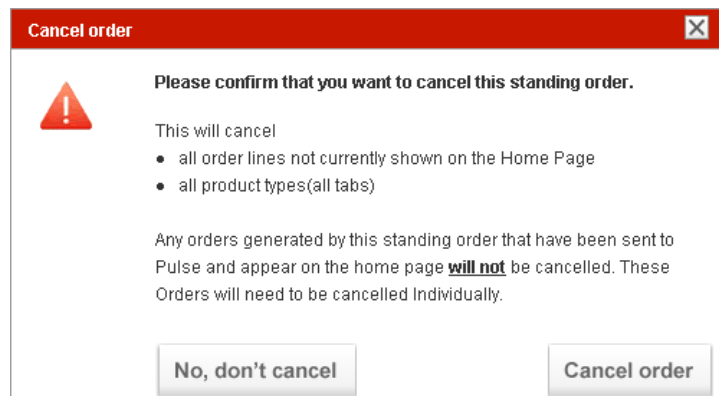 Cancel order
Please confirm that you want to cancel this standing order.
This will cancel
● all order lines not currently shown on the Home Page
● all product types(all tabs)
Any orders generated by this standing order that have been sent to
Pulse and appear on the home page will not be cancelled. These
Orders will need to be cancelled Individually.
No, don't cancel
Cancel order